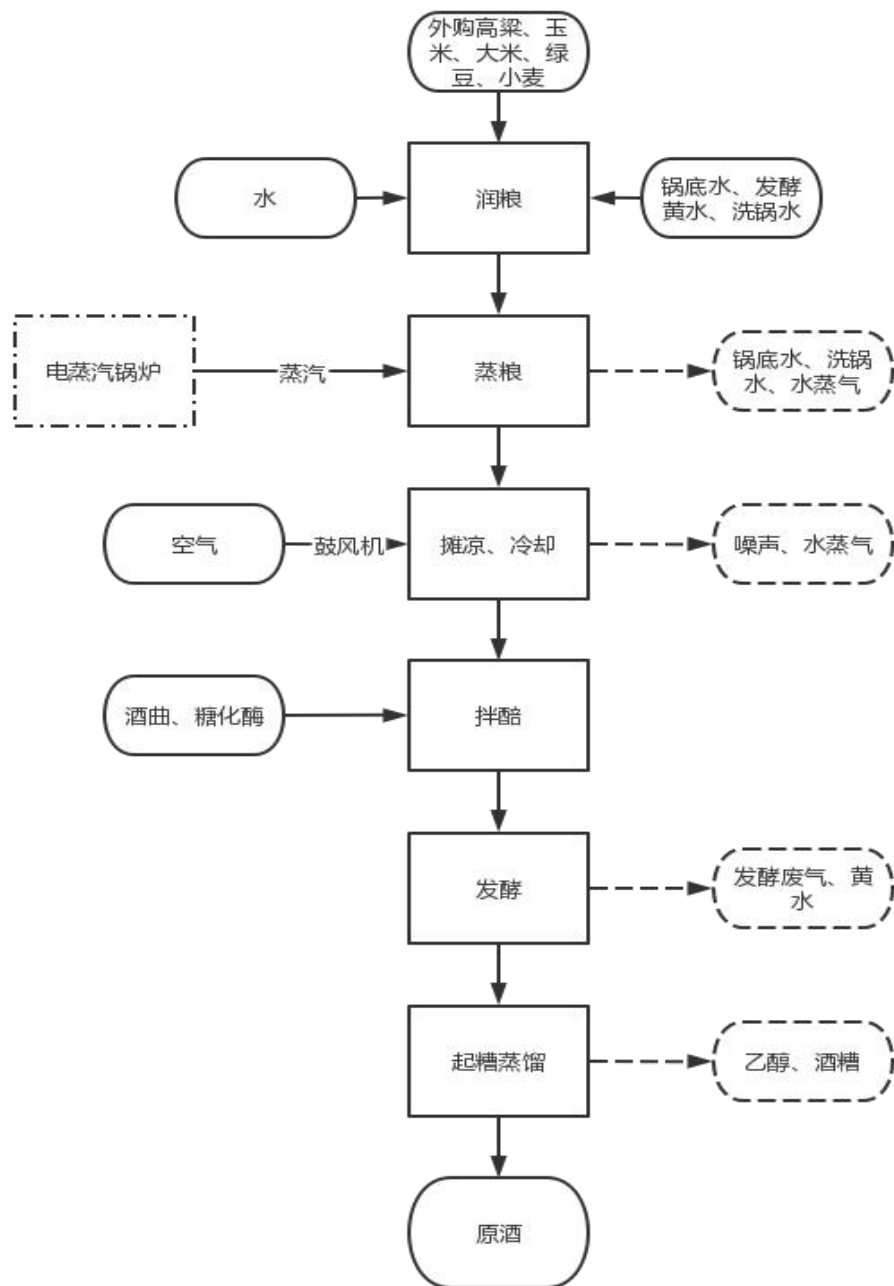 外购高粱、玉
米、大米、绿
豆、小麦
水
润粮
锅底水、发酵
黄水、洗锅水
电蒸汽锅炉
蒸汽
蒸粮
锅底水、洗锅
水、水蒸气
空气
鼓风机
摊凉、冷却
噪声、水蒸气
酒曲、糖化酶
拌醅
发酵
发酵废气、黄
水
起糟蒸馏
乙醇、酒糟
原酒